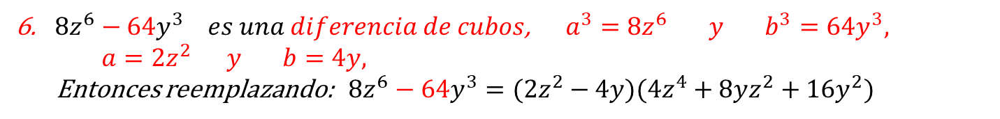 6. 8z⁶ − 64y³ es una diferencia de cubos, a³ = 8z⁶ y b³ = 64y³,
a = 2z² y b = 4y,
Entonces reemplazando: 8z⁶ − 64y³ = (2z² − 4y)(4z⁴ + 8yz² + 16y²)